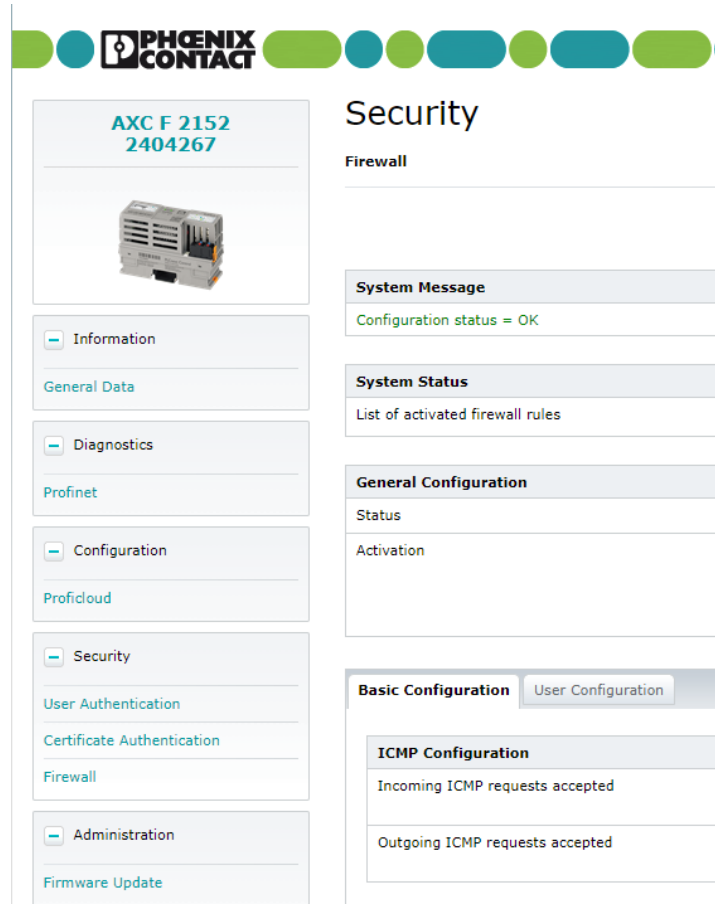 PHŒNIX
CONTACT
AXC F 2152
2404267
Information
General Data
Diagnostics
Profinet
Configuration
Proficloud
Security
User Authentication
Certificate Authentication
Firewall
Administration
Firmware Update
Security
Firewall
System Message
Configuration status = OK
System Status
List of activated firewall rules
General Configuration
Status
Activation
Basic Configuration User Configuration
ICMP Configuration
Incoming ICMP requests accepted
Outgoing ICMP requests accepted